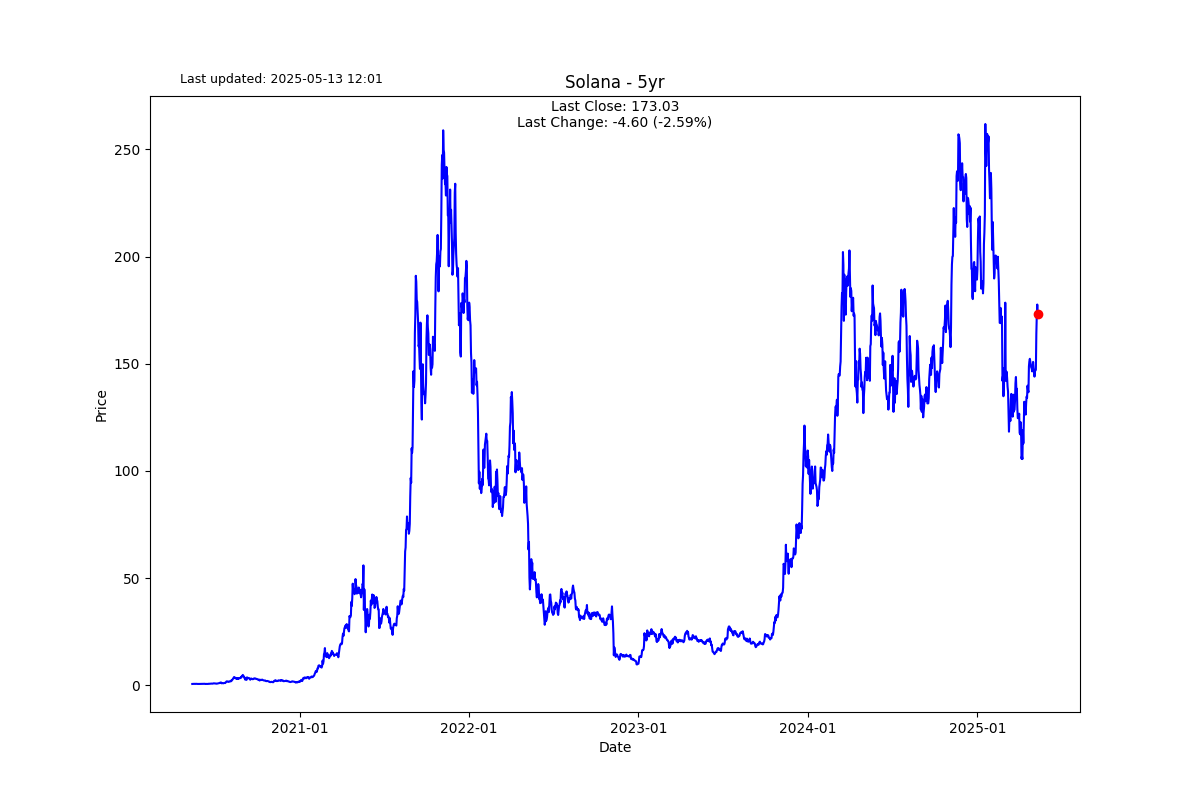 Last updated: 2025-05-13 12:01
Solana - 5yr
Last Close: 173.03
Last Change: -4.60 (-2.59%)
250
200
150
100
50
0
Price
2021-01
2022-01
2023-01
2024-01
2025-01
Date